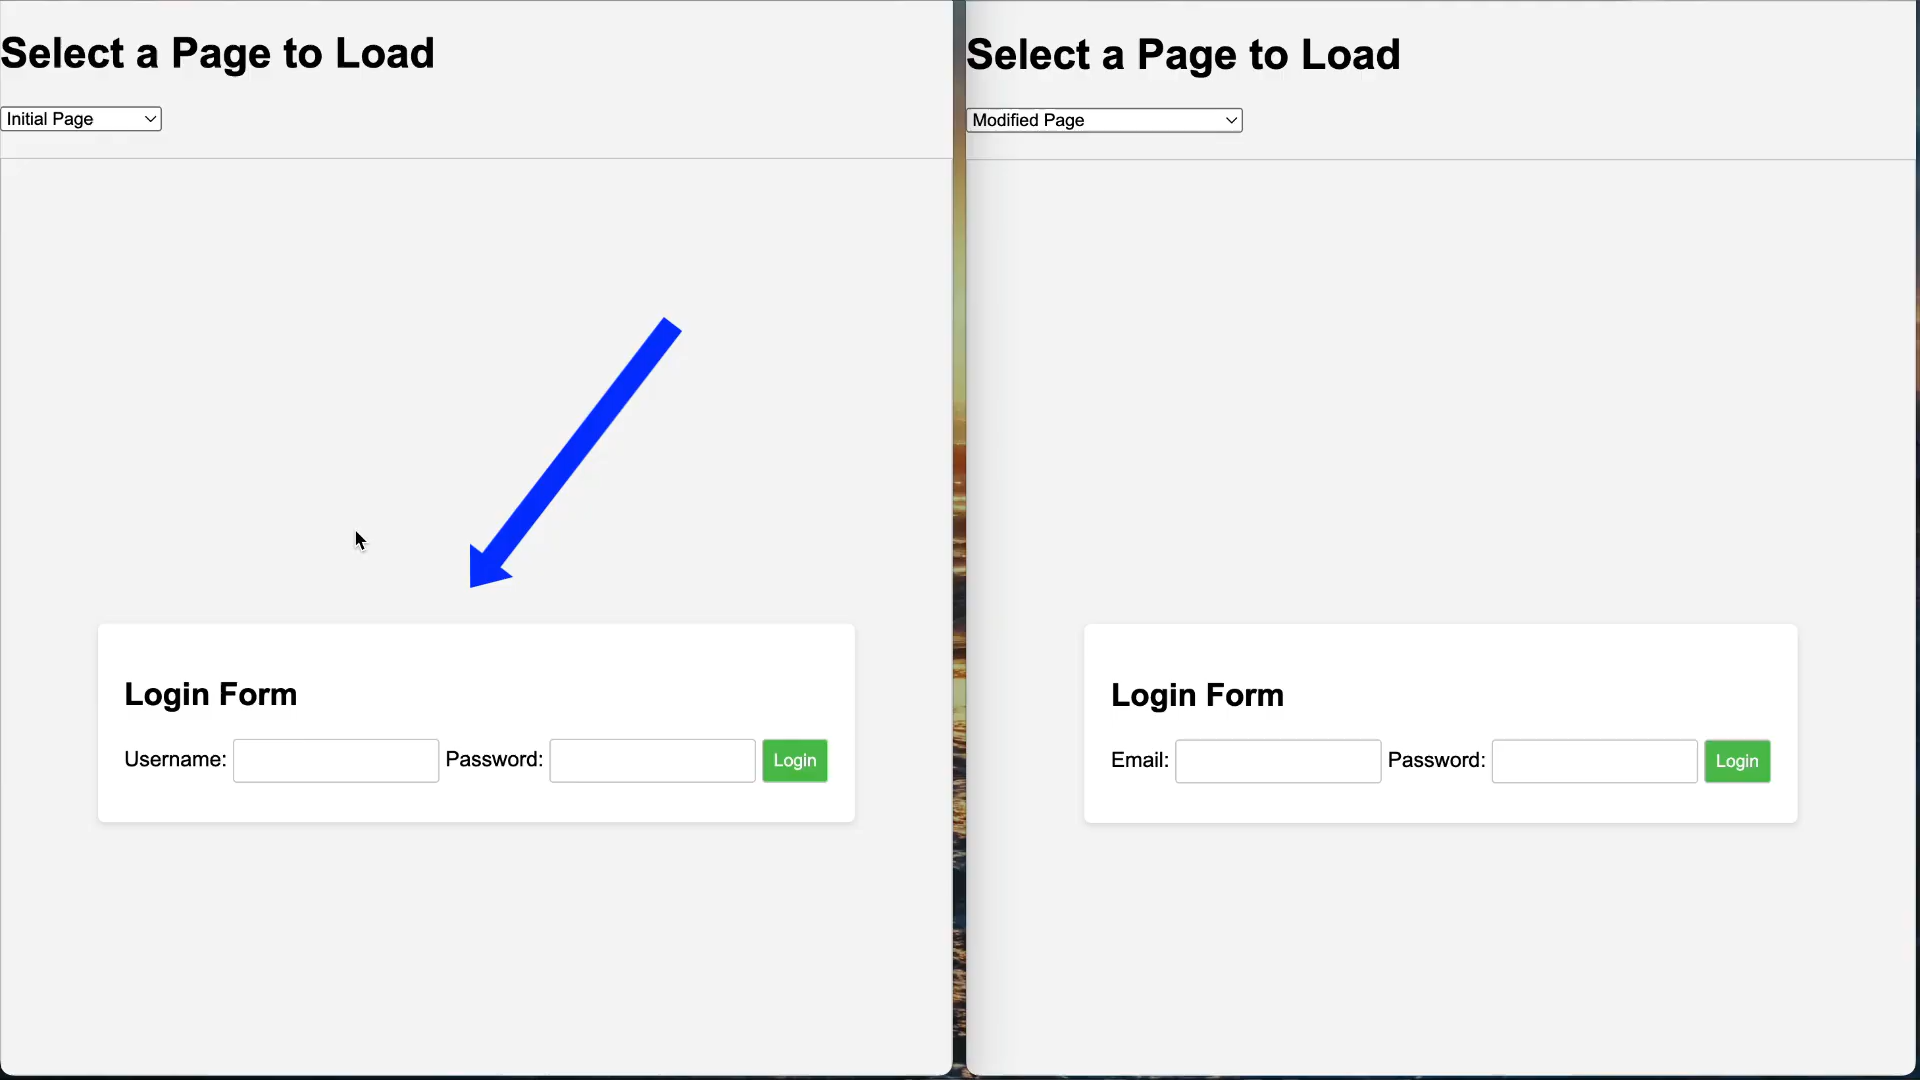 Select a Page to Load
Initial Page
Login Form
Username: Password: Login
Select a Page to Load
Modified Page
Login Form
Email: Password: Login